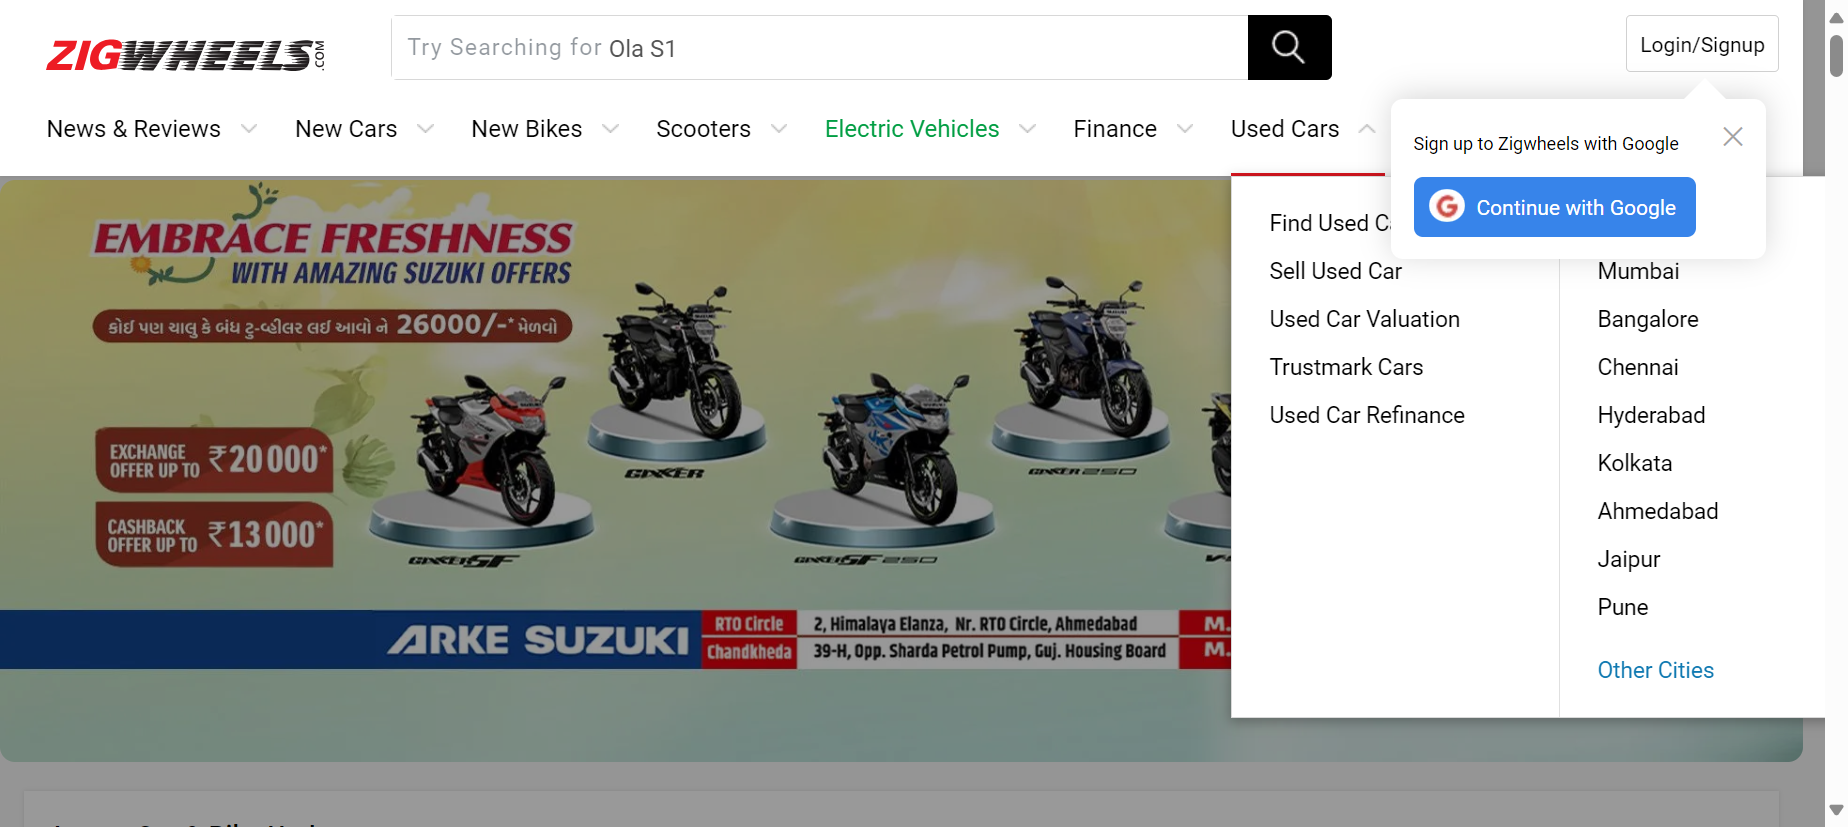 ZIGWHEELS.COM
Try Searching for Ola S1
Login/Signup
News & Reviews
New Cars
New Bikes
Scooters
Electric Vehicles
Finance
Used Cars
Sign up to Zigwheels with Google
G Continue with Google
Find Used
Sell Used Car
Used Car Valuation
Trustmark Cars
Used Car Refinance
Mumbai
Bangalore
Chennai
Hyderabad
Kolkata
Ahmedabad
Jaipur
Pune
Other Cities
EMBRACE FRESHNESS
WITH AMAZING SUZUKI OFFERS
કોઈ પણ ચાલુ કે બંધ ટુ-વ્હીલર લઈ આવો ને 26000/-* મેળવો
EXCHANGE
OFFER UP TO ₹20000*
CASHBACK
OFFER UP TO ₹13000*
GIXXER
GIXXER 250
GIXXER SF
GIXXER SF 250
ARKE SUZUKI
RTO Circle
2, Himalaya Elanza, Nr. RTO Circle, Ahmedabad
M.
Chandkheda
39-H, Opp. Sharda Petrol Pump, Guj. Housing Board
M.